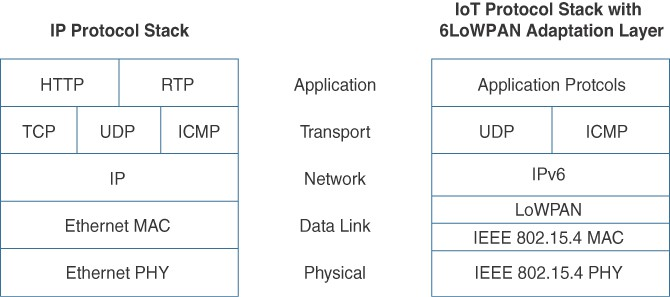 IP Protocol Stack
IoT Protocol Stack with
6LoWPAN Adaptation Layer
HTTP RTP Application Application Protcols
TCP UDP ICMP Transport UDP ICMP
IP Network IPv6
Ethernet MAC Data Link LoWPAN
IEEE 802.15.4 MAC
Ethernet PHY Physical IEEE 802.15.4 PHY